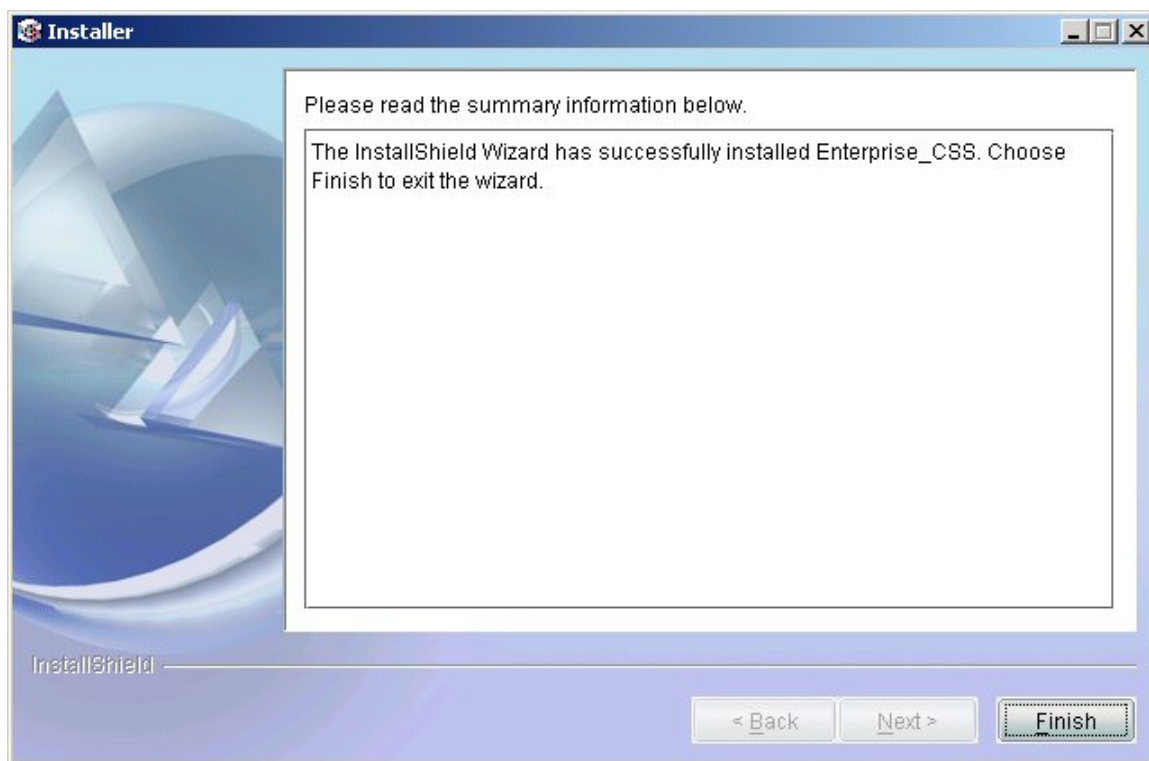 Installer
Please read the summary information below.
The InstallShield Wizard has successfully installed Enterprise_CSS. Choose
Finish to exit the wizard.
InstallShield
< Back
Next >
Finish